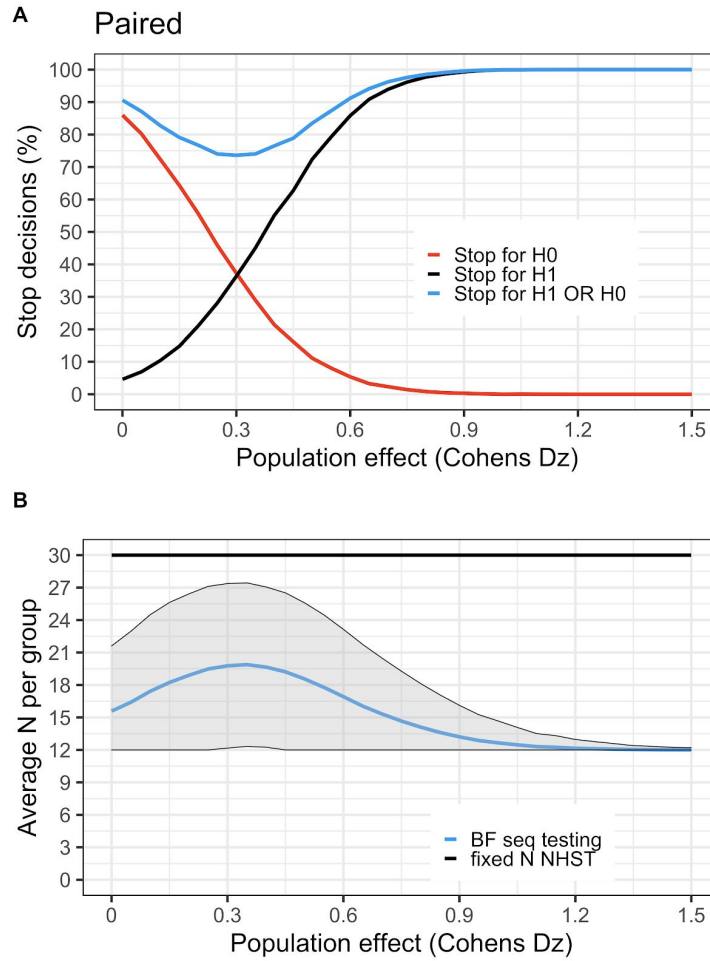 A
Paired
100
90
80
70
60
50
40
30
20
10
0
Stop decisions (%)
Stop for H0
Stop for H1
Stop for H1 OR H0
0 0.3 0.6 0.9 1.2 1.5
Population effect (Cohens Dz)
B
30
27
24
21
18
15
12
9
6
3
0
Average N per group
BF seq testing
fixed N NHST
0 0.3 0.6 0.9 1.2 1.5
Population effect (Cohens Dz)